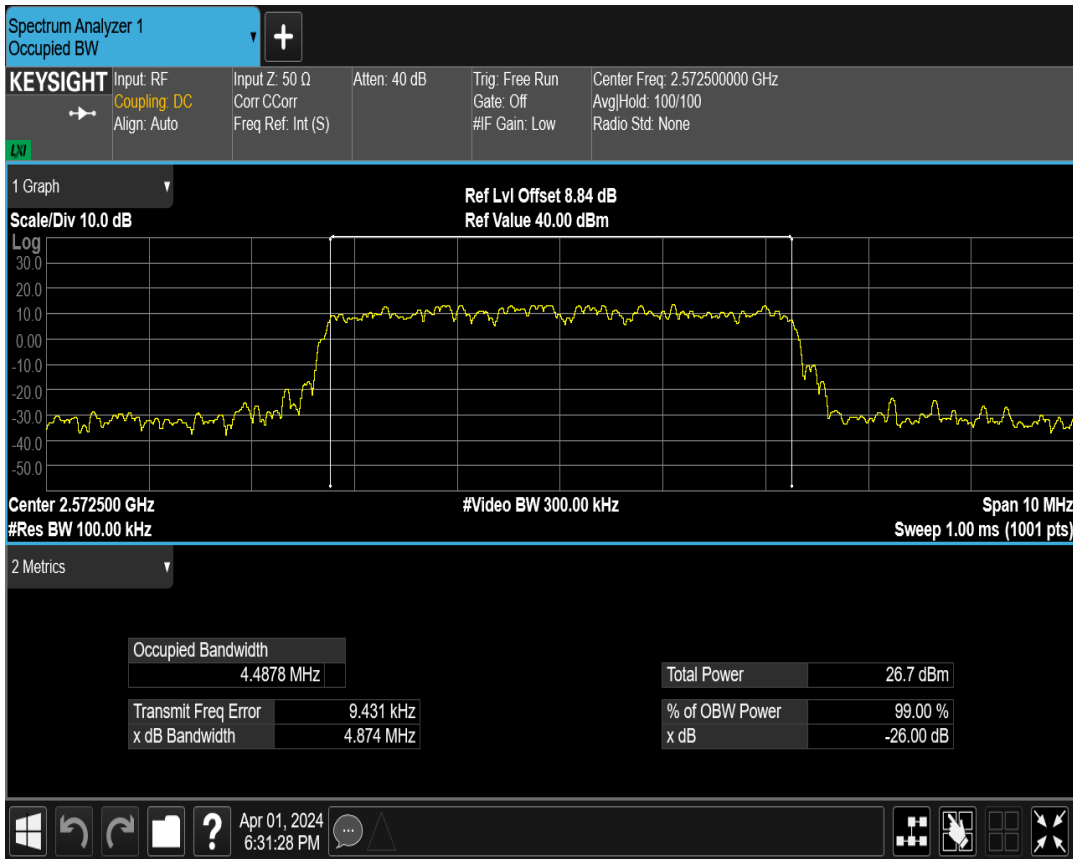 Spectrum Analyzer 1
Occupied BW
KEYSIGHT
LXI
Input: RF
Coupling: DC
Align: Auto
Input Z: 50 Ω
Corr CCorr
Freq Ref: Int (S)
Atten: 40 dB
Trig: Free Run
Gate: Off
#IF Gain: Low
Center Freq: 2.572500000 GHz
Avg|Hold: 100/100
Radio Std: None
1 Graph
Scale/Div 10.0 dB
Ref Lvl Offset 8.84 dB
Ref Value 40.00 dBm
Log
30.0
20.0
10.0
0.00
-10.0
-20.0
-30.0
-40.0
-50.0
Center 2.572500 GHz
#Video BW 300.00 kHz
Span 10 MHz
#Res BW 100.00 kHz
Sweep 1.00 ms (1001 pts)
2 Metrics
Occupied Bandwidth
4.4878 MHz
Total Power 26.7 dBm
Transmit Freq Error 9.431 kHz
% of OBW Power 99.00 %
x dB Bandwidth 4.874 MHz
x dB -26.00 dB
Apr 01, 2024
6:31:28 PM